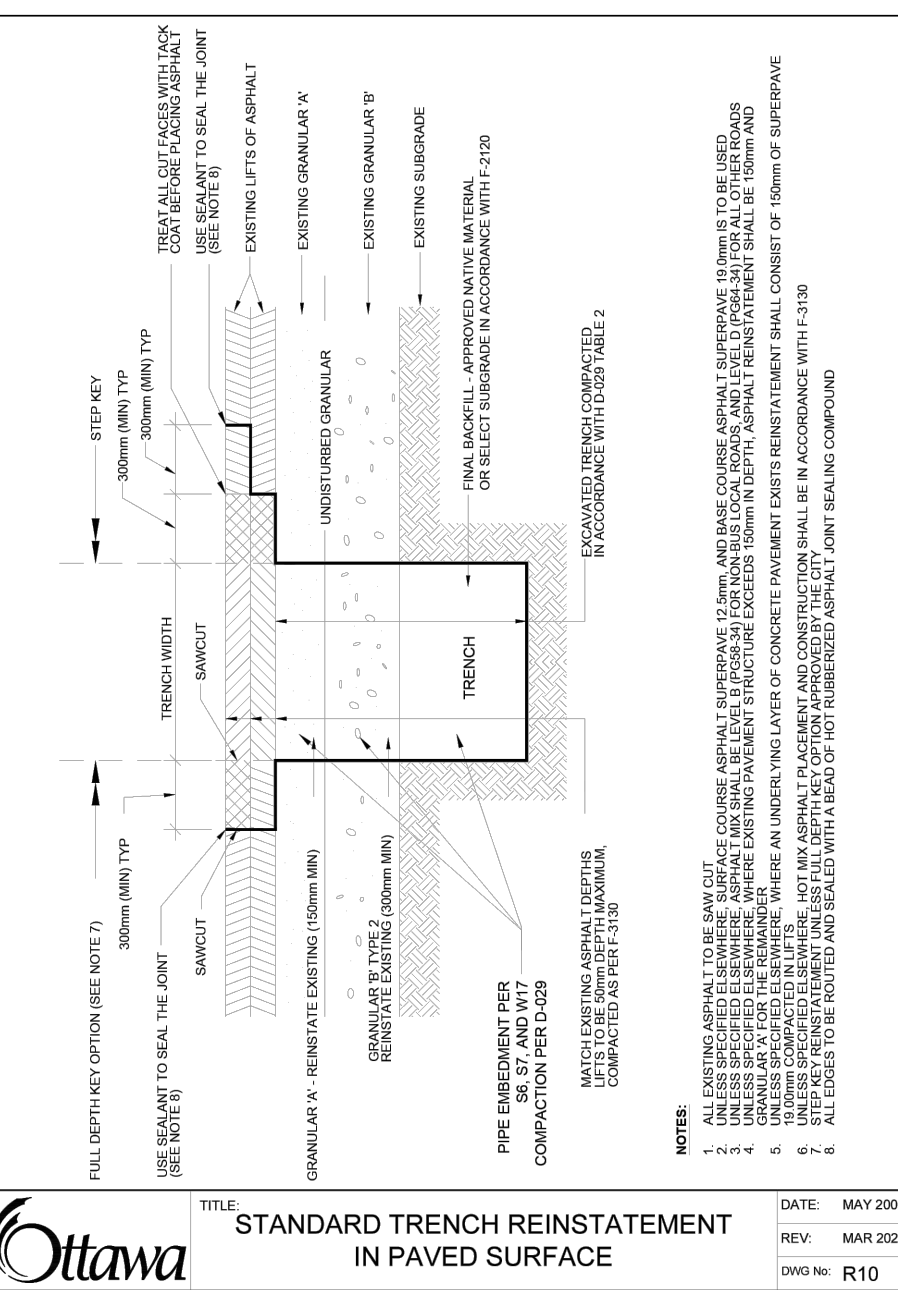 FULL DEPTH KEY OPTION (SEE NOTE 7)
STEP KEY
300mm (MIN) TYP
TRENCH WIDTH
300mm (MIN) TYP
300mm (MIN) TYP
TREAT ALL CUT FACES WITH TACK
COAT BEFORE PLACING ASPHALT
USE SEALANT TO SEAL THE JOINT
(SEE NOTE 8)
USE SEALANT TO SEAL THE JOINT
(SEE NOTE 8)
SAWCUT
SAWCUT
EXISTING LIFTS OF ASPHALT
EXISTING GRANULAR 'A'
UNDISTURBED GRANULAR
EXISTING GRANULAR 'B'
EXISTING SUBGRADE
GRANULAR 'A' - REINSTATE EXISTING (150mm MIN)
GRANULAR 'B' TYPE 2
REINSTATE EXISTING (300mm MIN)
TRENCH
FINAL BACKFILL - APPROVED NATIVE MATERIAL
OR SELECT SUBGRADE IN ACCORDANCE WITH F-2120
PIPE EMBEDMENT PER
S6, S7, AND W17
COMPACTION PER D-029
EXCAVATED TRENCH COMPACTED
IN ACCORDANCE WITH D-029 TABLE 2
MATCH EXISTING ASPHALT DEPTHS
LIFTS TO BE 50mm DEPTH MAXIMUM,
COMPACTED AS PER F-3130
NOTES:
1. ALL EXISTING ASPHALT TO BE SAW CUT
2. UNLESS SPECIFIED ELSEWHERE, SURFACE COURSE ASPHALT SUPERPAVE 12.5mm, AND BASE COURSE ASPHALT SUPERPAVE 19.0mm IS TO BE USED
3. UNLESS SPECIFIED ELSEWHERE, ASPHALT MIX SHALL BE LEVEL B (PG58-34) FOR NON-BUS LOCAL ROADS, AND LEVEL D (PG64-34) FOR ALL OTHER ROADS
4. UNLESS SPECIFIED ELSEWHERE, WHERE EXISTING PAVEMENT STRUCTURE EXCEEDS 150mm IN DEPTH, ASPHALT REINSTATEMENT SHALL BE 150mm AND
GRANULAR 'A' FOR THE REMAINDER
5. UNLESS SPECIFIED ELSEWHERE, WHERE AN UNDERLYING LAYER OF CONCRETE PAVEMENT EXISTS REINSTATEMENT SHALL CONSIST OF 150mm OF SUPERPAVE
19.00mm COMPACTED IN LIFTS
6. UNLESS SPECIFIED ELSEWHERE, HOT MIX ASPHALT PLACEMENT AND CONSTRUCTION SHALL BE IN ACCORDANCE WITH F-3130
7. STEP KEY REINSTATEMENT UNLESS FULL DEPTH KEY OPTION APPROVED BY THE CITY
8. ALL EDGES TO BE ROUTED AND SEALED WITH A BEAD OF HOT RUBBERIZED ASPHALT JOINT SEALING COMPOUND
Ottawa
TITLE:
STANDARD TRENCH REINSTATEMENT
IN PAVED SURFACE
DATE: MAY 200
REV: MAR 202
DWG No: R10